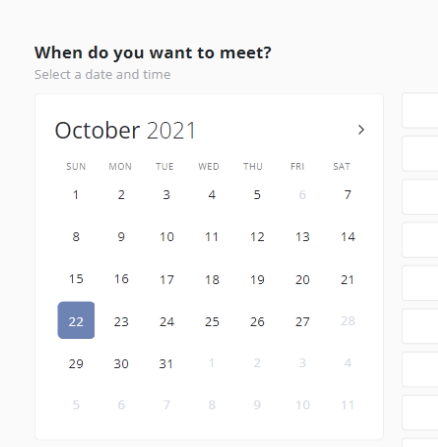 When do you want to meet?
Select a date and time
October 2021
SUN MON TUE WED THU FRI SAT
1 2 3 4 5 6 7
8 9 10 11 12 13 14
15 16 17 18 19 20 21
22 23 24 25 26 27 28
29 30 31 1 2 3 4
5 6 7 8 9 10 11